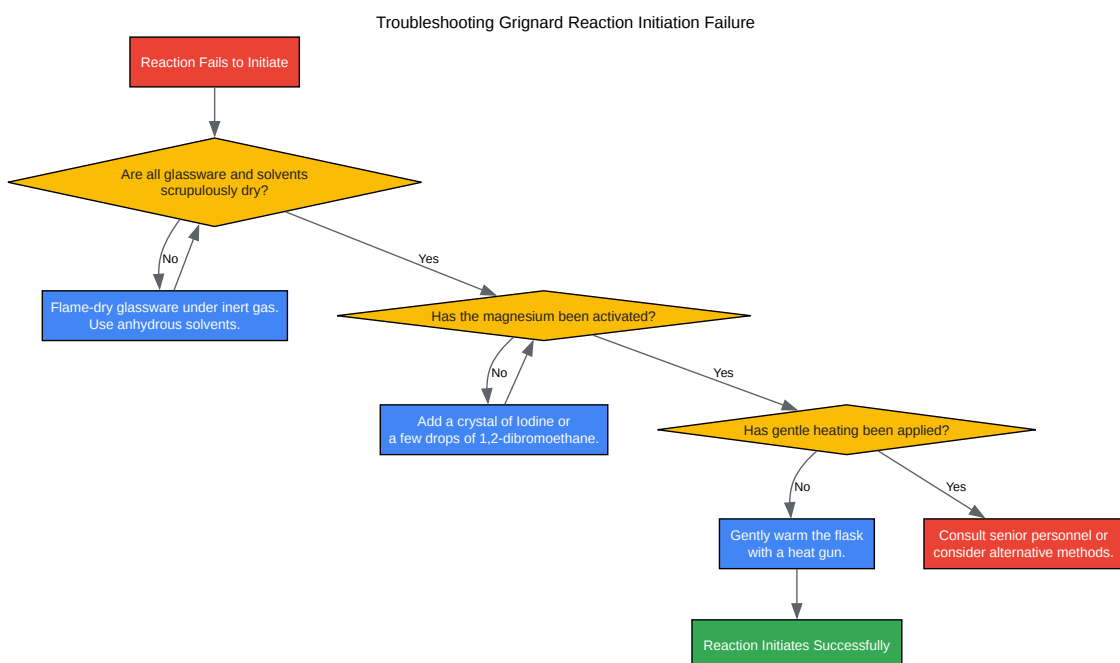 Troubleshooting Grignard Reaction Initiation Failure
Reaction Fails to Initiate
Are all glassware and solvents
scrupulously dry?
No
Yes
Flame-dry glassware under inert gas.
Use anhydrous solvents.
Has the magnesium been activated?
No
Yes
Add a crystal of Iodine or
a few drops of 1,2-dibromoethane.
Has gentle heating been applied?
No
Yes
Gently warm the flask
with a heat gun.
Consult senior personnel or
consider alternative methods.
Reaction Initiates Successfully